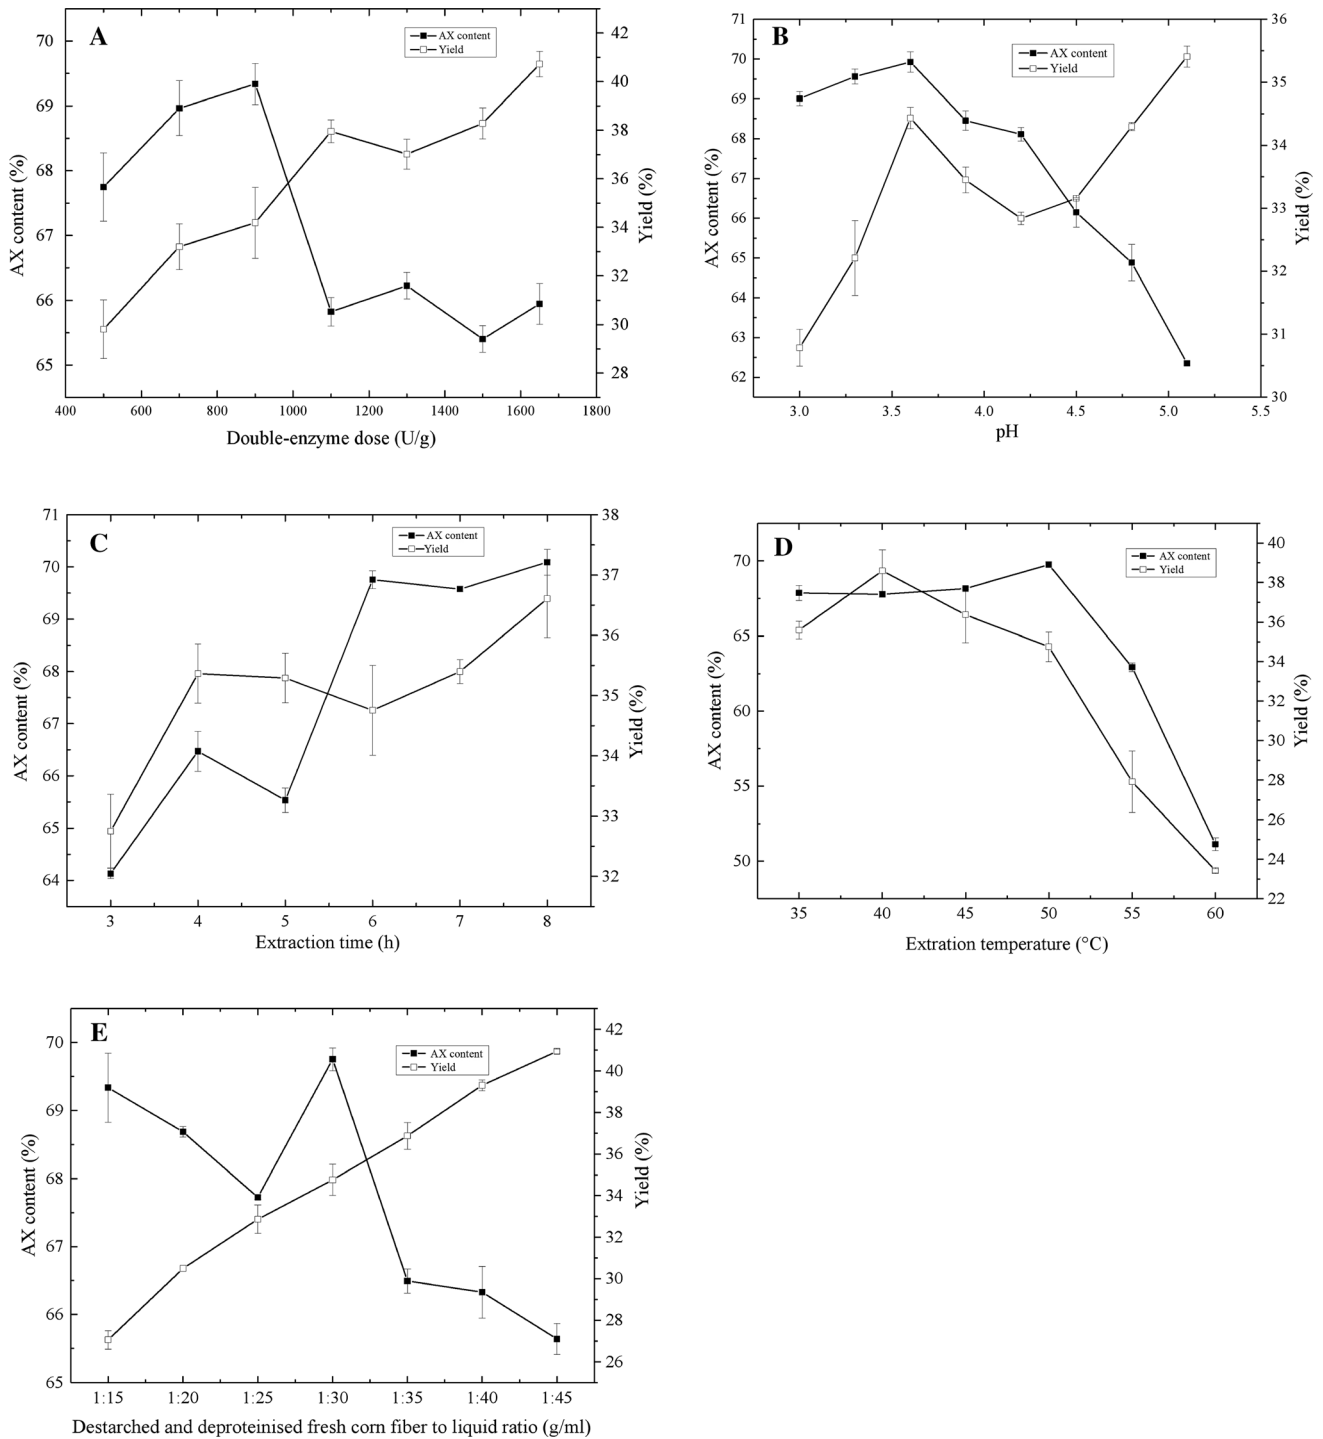 A
AX content
Yield
70
69
68
67
66
65
42
40
38
36
34
32
30
28
400 600 800 1000 1200 1400 1600 1800
AX content (%)
Yield (%)
Double-enzyme dose (U/g)
B
AX content
Yield
71
70
69
68
67
66
65
64
63
62
36
35
34
33
32
31
30
3.0 3.5 4.0 4.5 5.0 5.5
AX content (%)
Yield (%)
pH
C
AX content
Yield
71
70
69
68
67
66
65
64
38
37
36
35
34
33
32
3 4 5 6 7 8
AX content (%)
Yield (%)
Extraction time (h)
D
AX content
Yield
70
65
60
55
50
40
38
36
34
32
30
28
26
24
22
35 40 45 50 55 60
AX content (%)
Yield (%)
Extration temperature (°C)
E
AX content
Yield
70
69
68
67
66
65
42
40
38
36
34
32
30
28
26
1:15 1:20 1:25 1:30 1:35 1:40 1:45
AX content (%)
Yield (%)
Destarched and deproteinised fresh corn fiber to liquid ratio (g/ml)